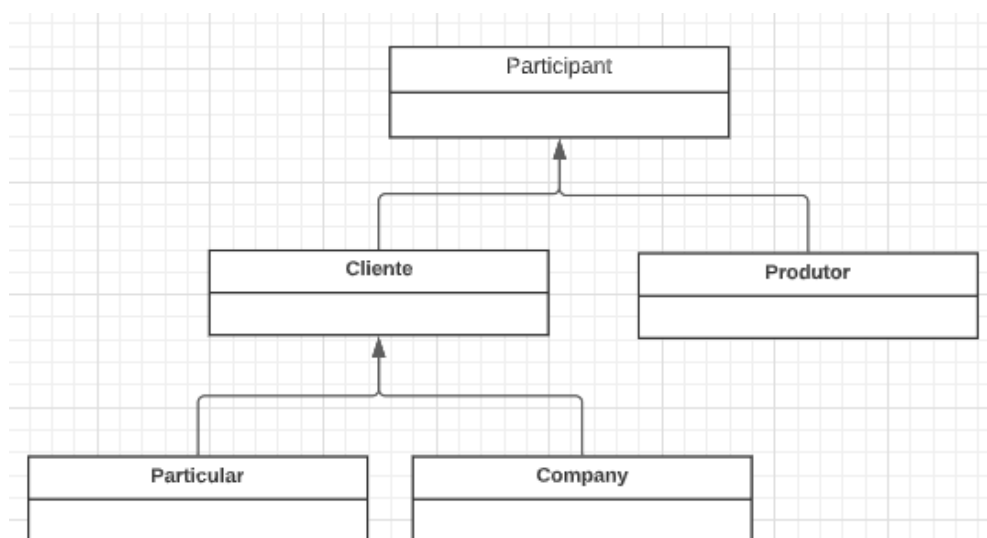 Participant
Cliente
Produtor
Particular
Company